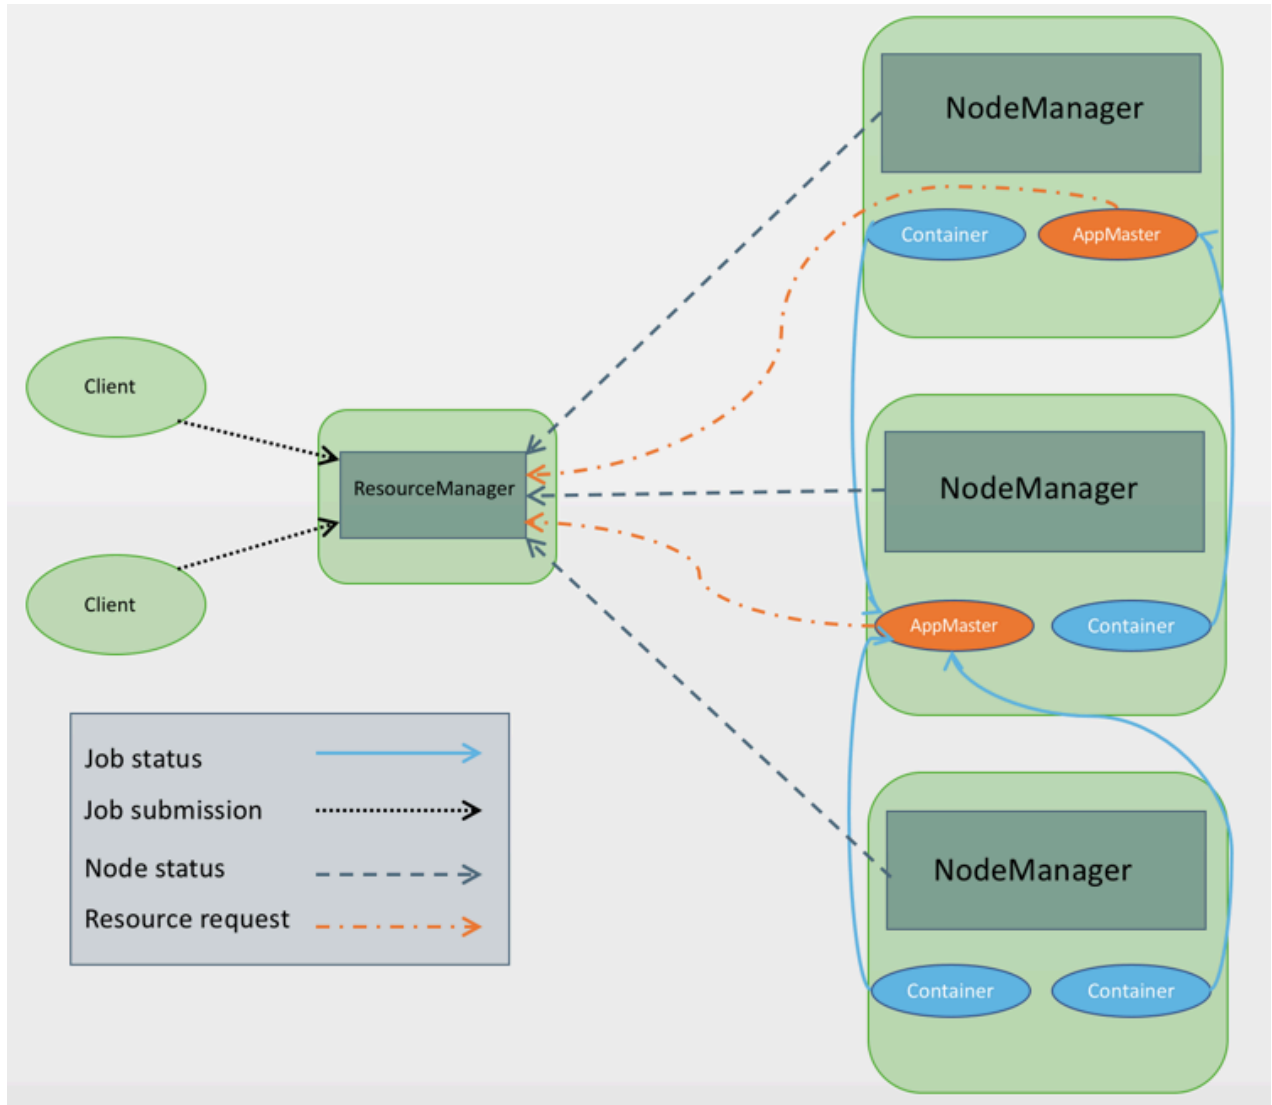 NodeManager
Container
AppMaster
Client
ResourceManager
NodeManager
Client
AppMaster
Container
Job status
Job submission
Node status
Resource request
NodeManager
Container
Container